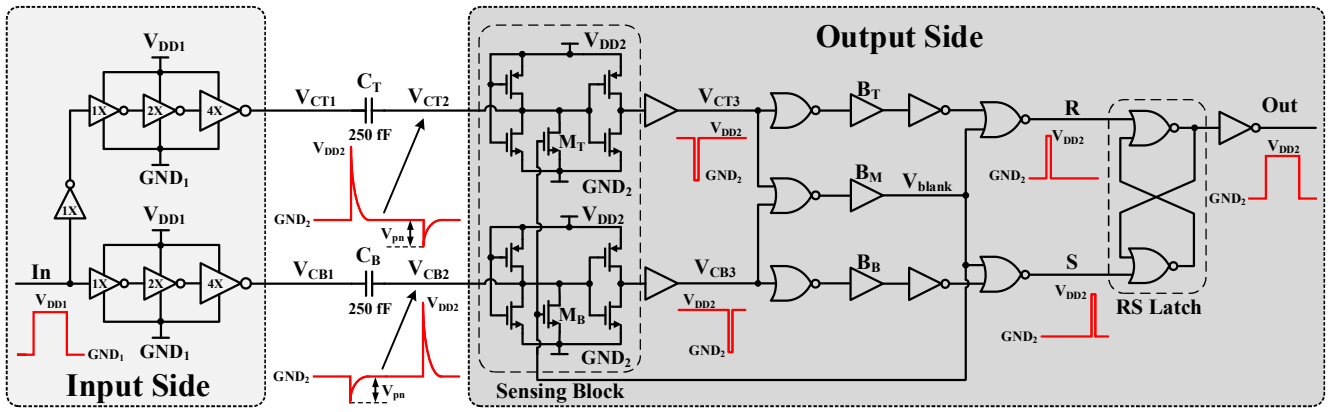 Output Side
V_DD1
1X 2X 4X
GND_1
1X
V_CT1
C_T
250 fF
V_CT2
V_DD2
GND_2
V_pn
In
V_DD1
1X 2X 4X
GND_1
V_DD1
GND_1
Input Side
V_CB1
C_B
250 fF
V_CB2
V_DD2
GND_2
V_pn
V_DD2
M_T
GND_2
V_DD2
M_B
GND_2
Sensing Block
V_CT3
V_DD2
GND_2
V_CB3
V_DD2
GND_2
B_T
B_M
B_B
V_blank
R
V_DD2
GND_2
S
V_DD2
GND_2
RS Latch
Out
V_DD2
GND_2